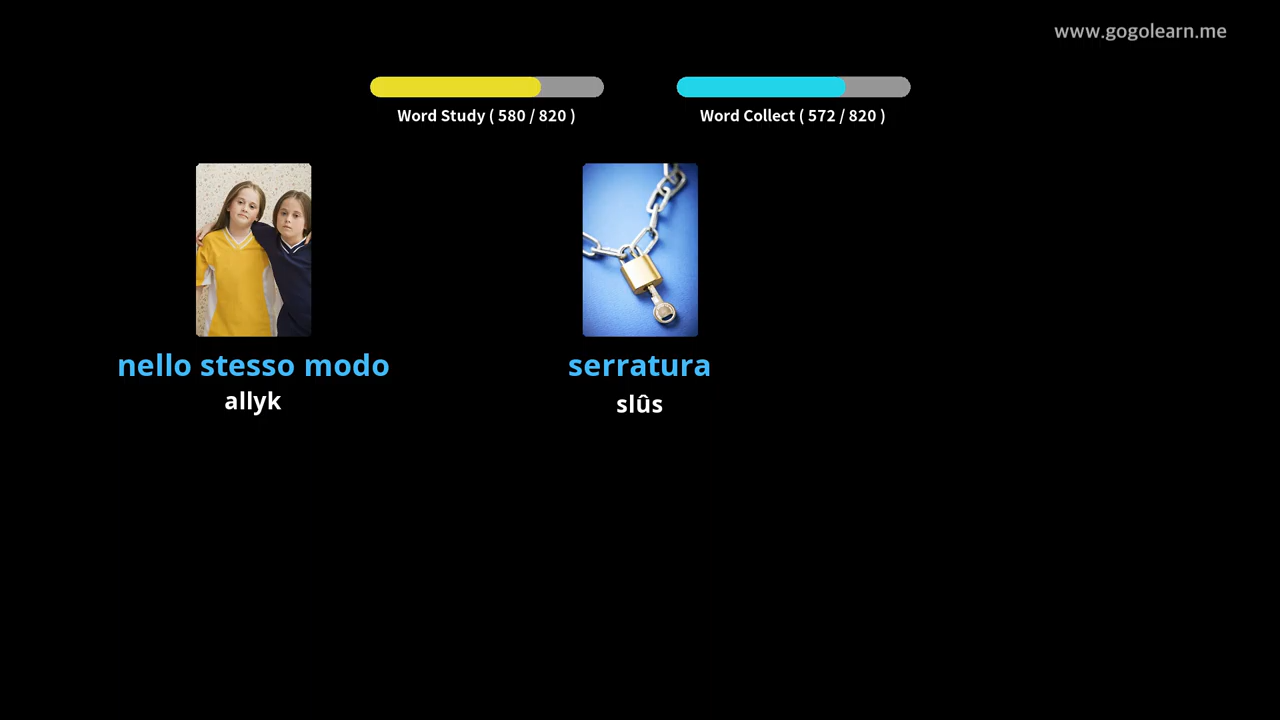 www.gogolearn.me
Word Study ( 580 / 820 )
Word Collect ( 572 / 820 )
nello stesso modo
allyk
serratura
slûs